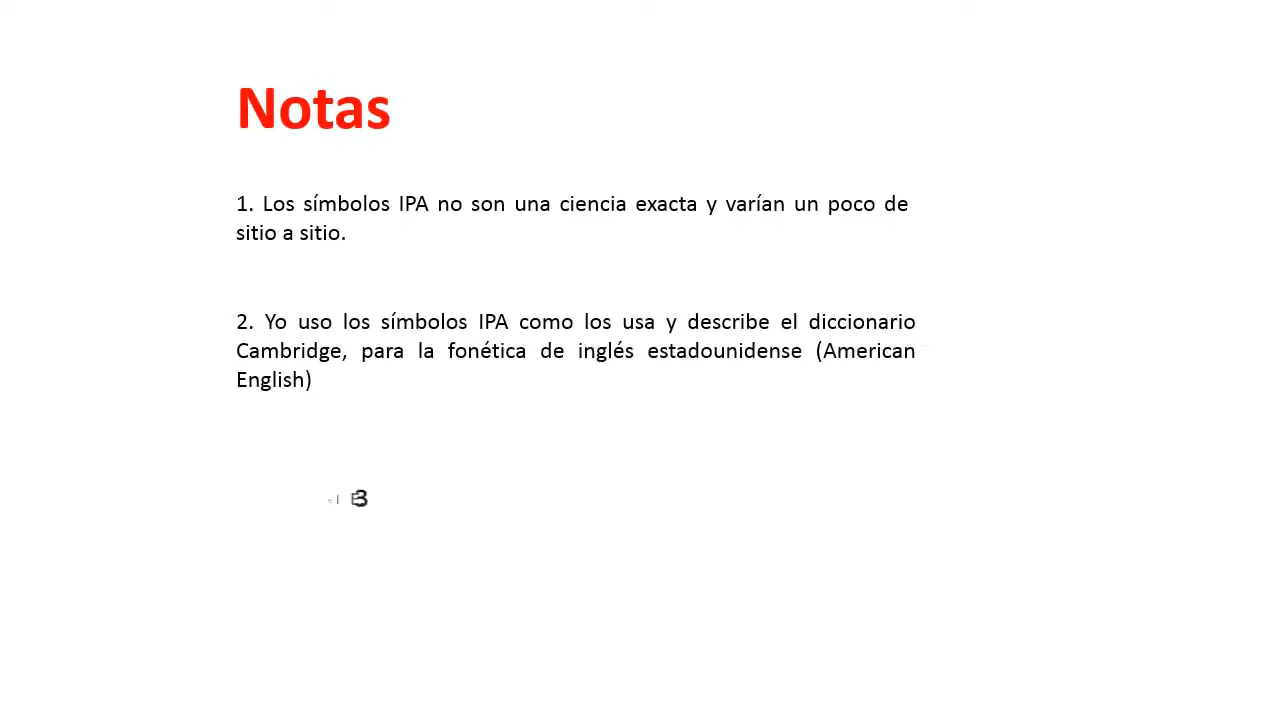 Notas
1. Los símbolos IPA no son una ciencia exacta y varían un poco de
sitio a sitio.
2. Yo uso los símbolos IPA como los usa y describe el diccionario
Cambridge, para la fonética de inglés estadounidense (American
English)